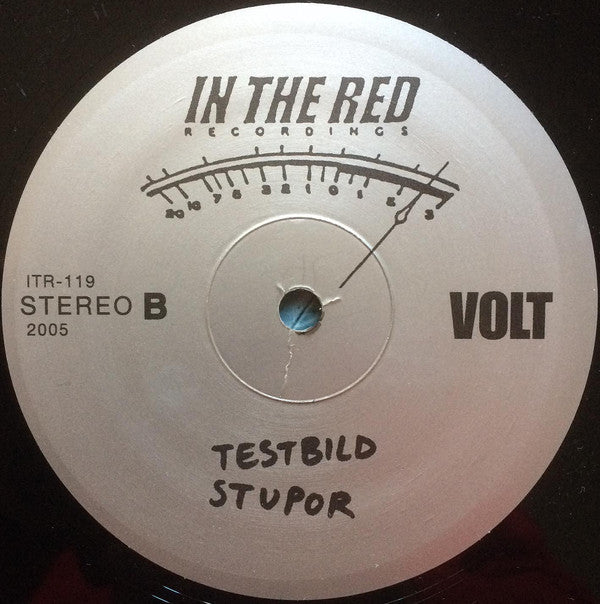 IN THE RED
RECORDINGS
20 10 7 5 3 2 1 0 1 2 3
ITR-119
STEREO B
2005
VOLT
TESTBILD
STUPOR